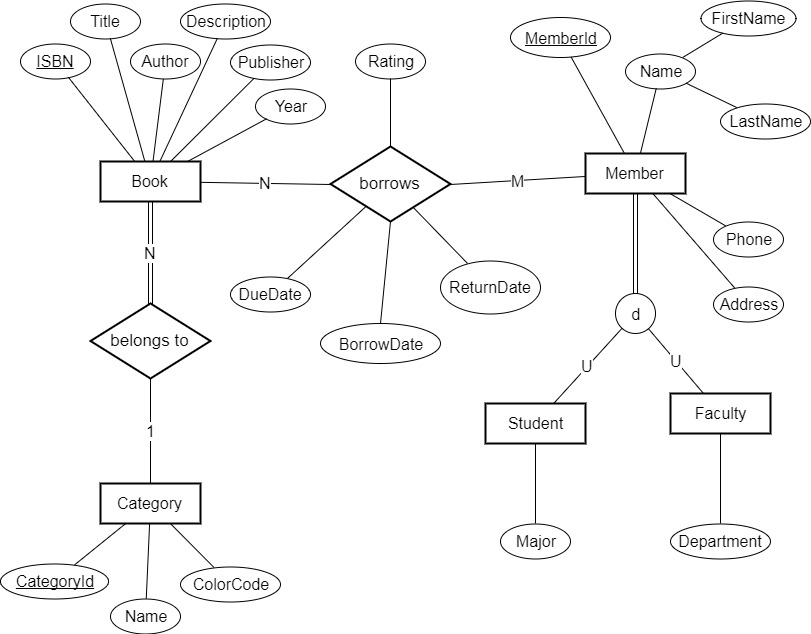 Title
Description
FirstName
ISBN
Author
Publisher
Rating
MemberId
Name
Year
LastName
Book
N
borrows
M
Member
Phone
N
DueDate
ReturnDate
Address
d
belongs to
BorrowDate
U
U
1
Student
Faculty
Category
Major
Department
CategoryId
ColorCode
Name